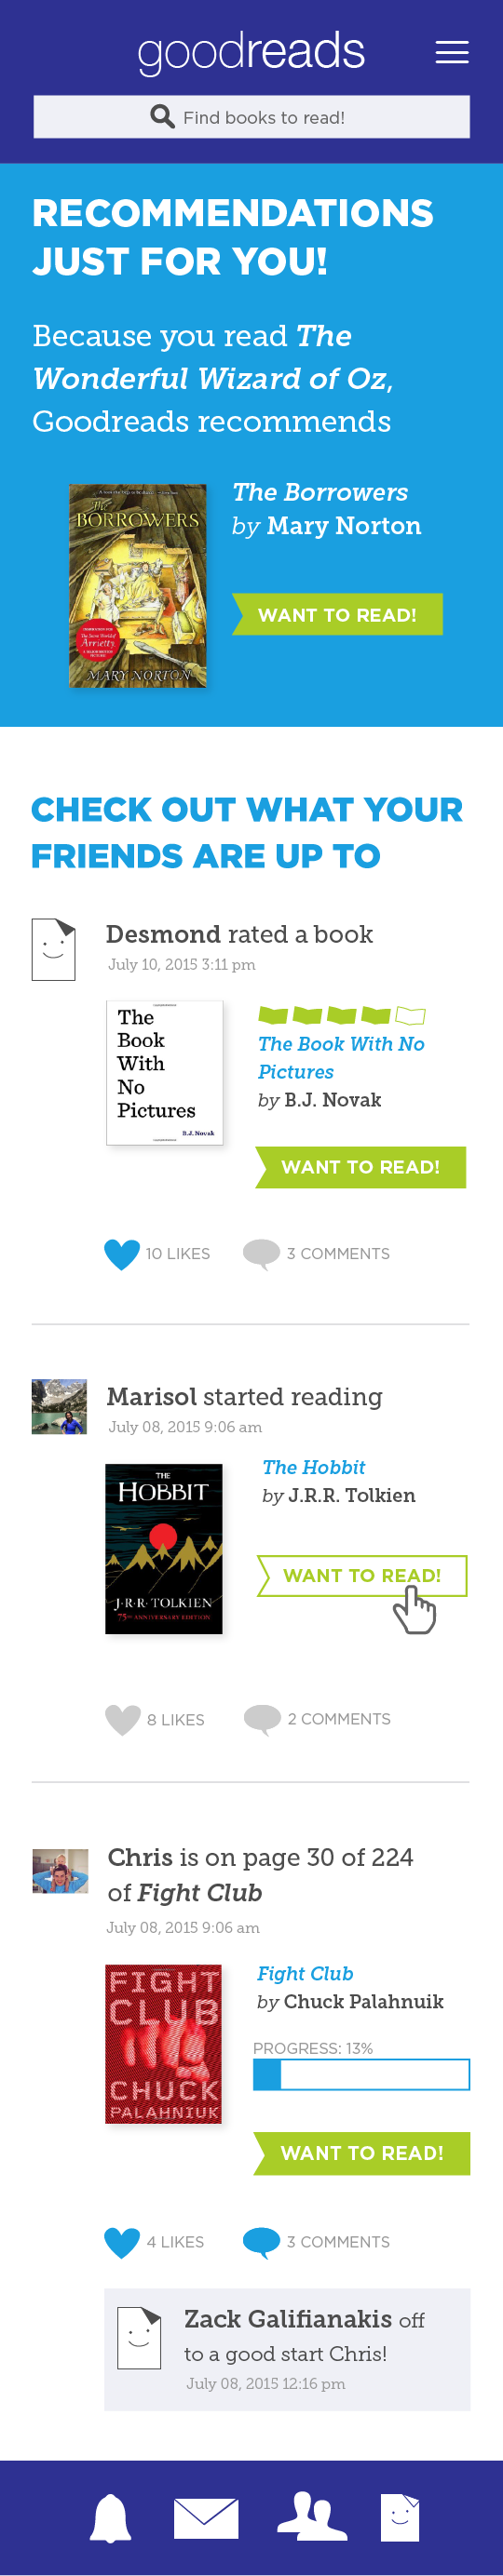 goodreads
Find books to read!
RECOMMENDATIONS
JUST FOR YOU!
Because you read The
Wonderful Wizard of Oz,
Goodreads recommends
The
BORROWERS
The Secret World of
Arrietty
MARY NORTON
The Borrowers
by Mary Norton
WANT TO READ!
CHECK OUT WHAT YOUR
FRIENDS ARE UP TO
Desmond rated a book
July 10, 2015 3:11 pm
The
Book
With
No
Pictures
B.J. Novak
The Book With No
Pictures
by B.J. Novak
WANT TO READ!
10 LIKES
3 COMMENTS
Marisol started reading
July 08, 2015 9:06 am
THE
HOBBIT
J·R·R·TOLKIEN
75TH ANNIVERSARY EDITION
The Hobbit
by J.R.R. Tolkien
WANT TO READ!
8 LIKES
2 COMMENTS
Chris is on page 30 of 224
of Fight Club
July 08, 2015 9:06 am
FIGHT
CLUB
CHUCK
PALAHNIUK
Fight Club
by Chuck Palahnuik
PROGRESS: 13%
WANT TO READ!
4 LIKES
3 COMMENTS
Zack Galifianakis off
to a good start Chris!
July 08, 2015 12:16 pm